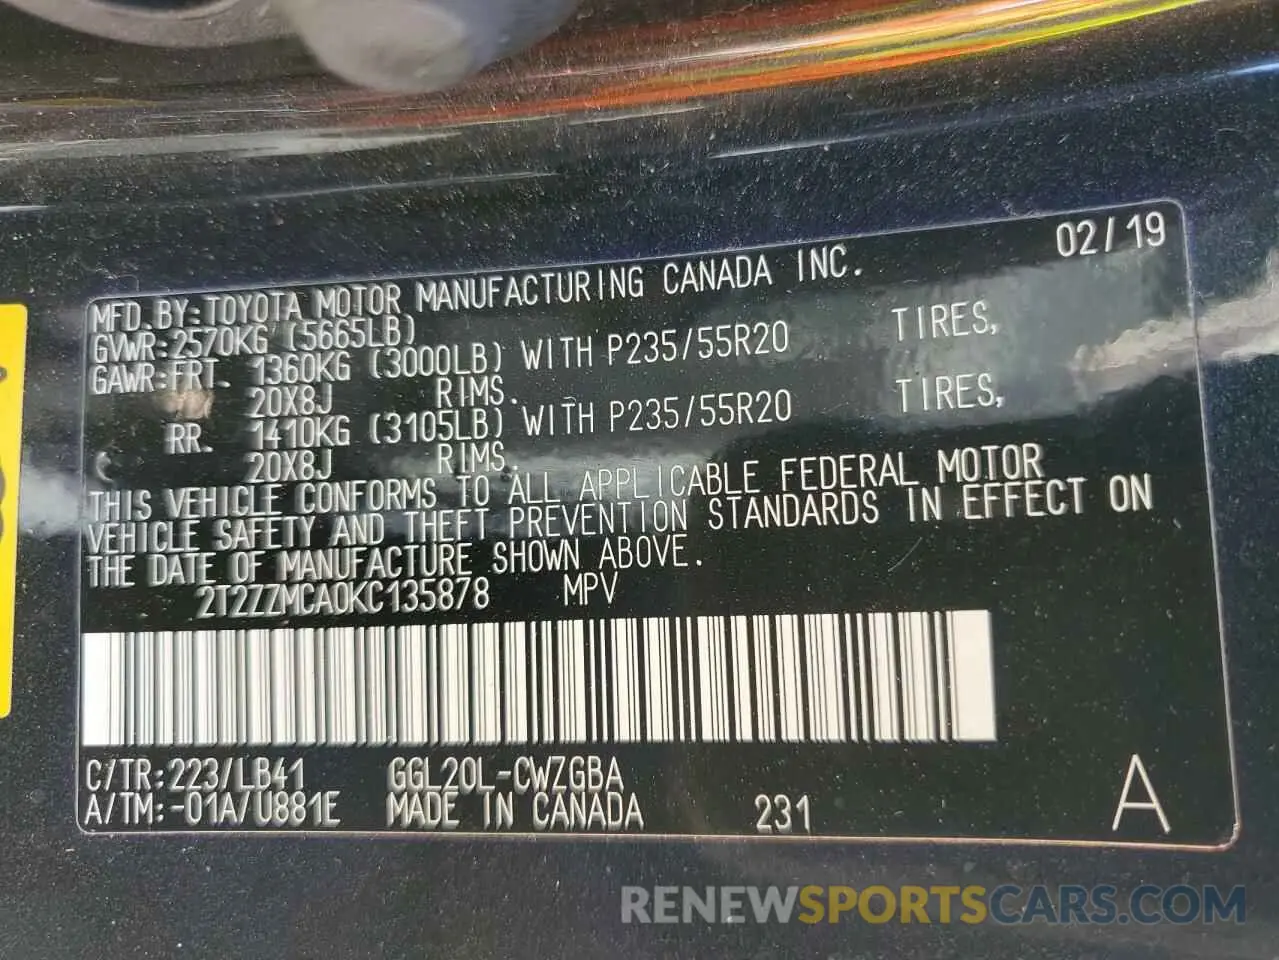 02/19
MFD. BY: TOYOTA MOTOR MANUFACTURING CANADA INC.
GVWR: 2570KG (5665LB)
GAWR: FRT. 1360KG (3000LB) WITH P235/55R20 TIRES,
20X8J RIMS.
RR. 1410KG (3105LB) WITH P235/55R20 TIRES,
20X8J RIMS.
THIS VEHICLE CONFORMS TO ALL APPLICABLE FEDERAL MOTOR
VEHICLE SAFETY AND THEFT PREVENTION STANDARDS IN EFFECT ON
THE DATE OF MANUFACTURE SHOWN ABOVE.
2T2ZZMCA0KC135878 MPV
C/TR: 223/LB41 GGL20L-CWZGBA
A/TM: -01A/U881E MADE IN CANADA 231 A
RENEWSPORTSCARS.COM